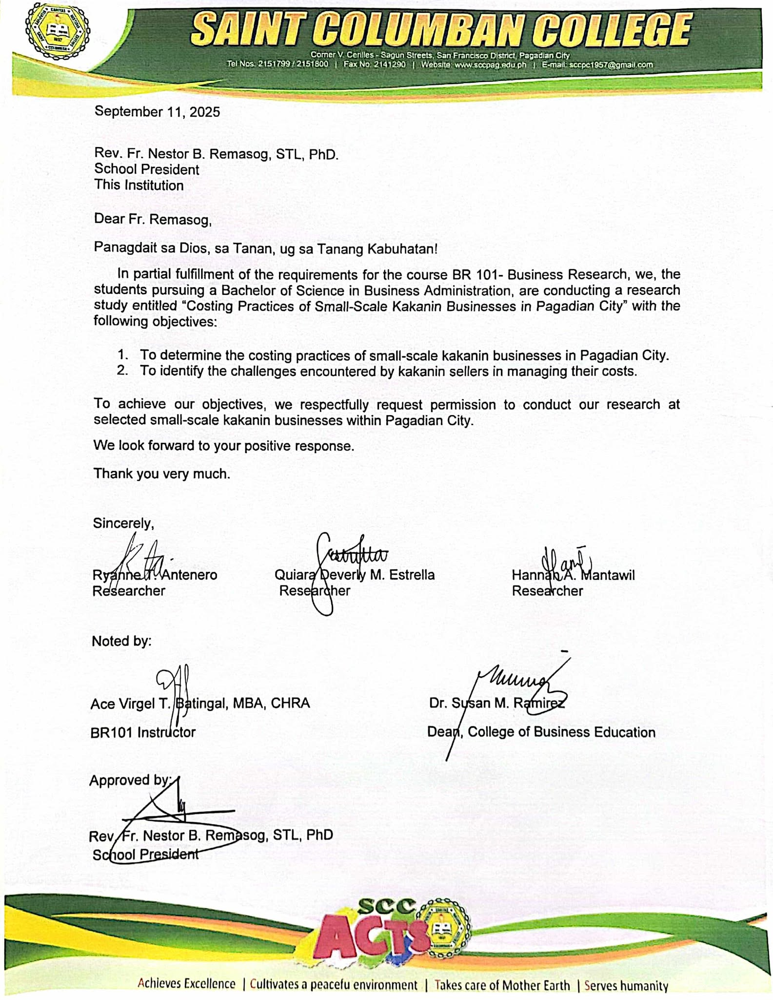 SAINT COLUMBAN COLLEGE
Corner V. Cerilles - Sagun Streets, San Francisco District, Pagadian City
Tel Nos. 2151799 / 2151800 | Fax No. 2141290 | Website: www.sccpag.edu.ph | E-mail: sccpc1957@gmail.com
September 11, 2025
Rev. Fr. Nestor B. Remasog, STL, PhD.
School President
This Institution
Dear Fr. Remasog,
Panagdait sa Dios, sa Tanan, ug sa Tanang Kabuhatan!
In partial fulfillment of the requirements for the course BR 101- Business Research, we, the
students pursuing a Bachelor of Science in Business Administration, are conducting a research
study entitled “Costing Practices of Small-Scale Kakanin Businesses in Pagadian City” with the
following objectives:
1. To determine the costing practices of small-scale kakanin businesses in Pagadian City.
2. To identify the challenges encountered by kakanin sellers in managing their costs.
To achieve our objectives, we respectfully request permission to conduct our research at
selected small-scale kakanin businesses within Pagadian City.
We look forward to your positive response.
Thank you very much.
Sincerely,
Ryanne T. Antenero Quiara Deverly M. Estrella Hannah A. Mantawil
Researcher Researcher Researcher
Noted by:
Ace Virgel T. Batingal, MBA, CHRA Dr. Susan M. Ramirez
BR101 Instructor Dean, College of Business Education
Approved by:
Rev. Fr. Nestor B. Remasog, STL, PhD
School President
SCC
ACTS
Achieves Excellence | Cultivates a peacefu environment | Takes care of Mother Earth | Serves humanity